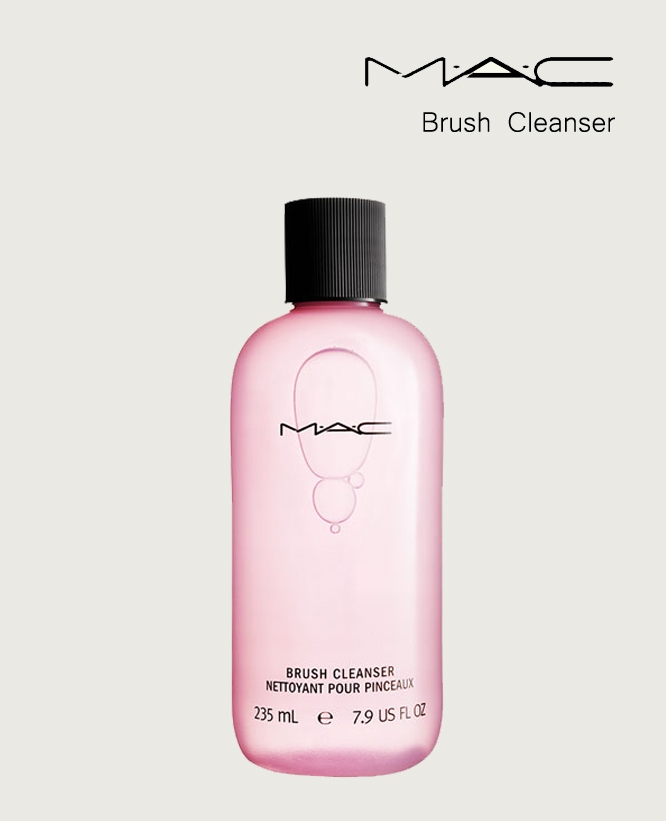 M·A·C
Brush Cleanser
M·A·C
BRUSH CLEANSER
NETTOYANT POUR PINCEAUX
235 mL ℮ 7.9 US FL OZ